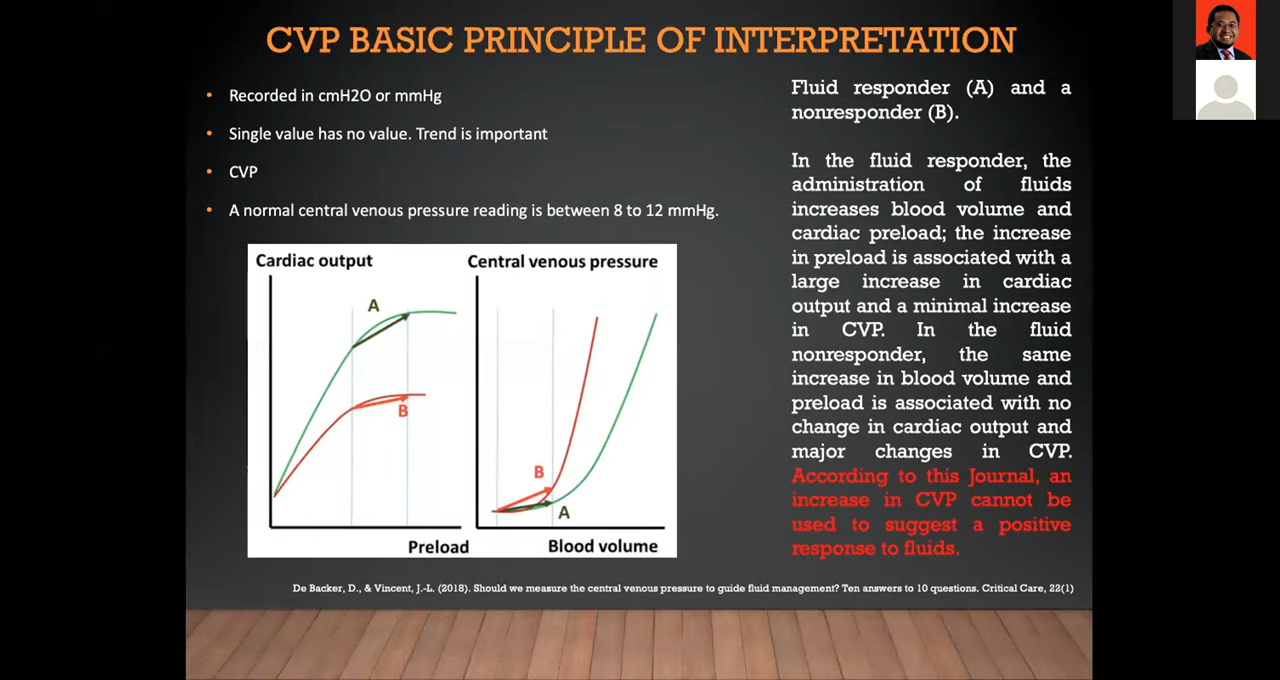 CVP BASIC PRINCIPLE OF INTERPRETATION
• Recorded in cmH2O or mmHg
• Single value has no value. Trend is important
• CVP
• A normal central venous pressure reading is between 8 to 12 mmHg.
Cardiac output
A
B
Preload
Central venous pressure
B
A
Blood volume
Fluid responder (A) and a
nonresponder (B).
In the fluid responder, the
administration of fluids
increases blood volume and
cardiac preload; the increase
in preload is associated with a
large increase in cardiac
output and a minimal increase
in CVP. In the fluid
nonresponder, the same
increase in blood volume and
preload is associated with no
change in cardiac output and
major changes in CVP.
According to this Journal, an
increase in CVP cannot be
used to suggest a positive
response to fluids.
De Backer, D., & Vincent, J.-L. (2018). Should we measure the central venous pressure to guide fluid management? Ten answers to 10 questions. Critical Care, 22(1)